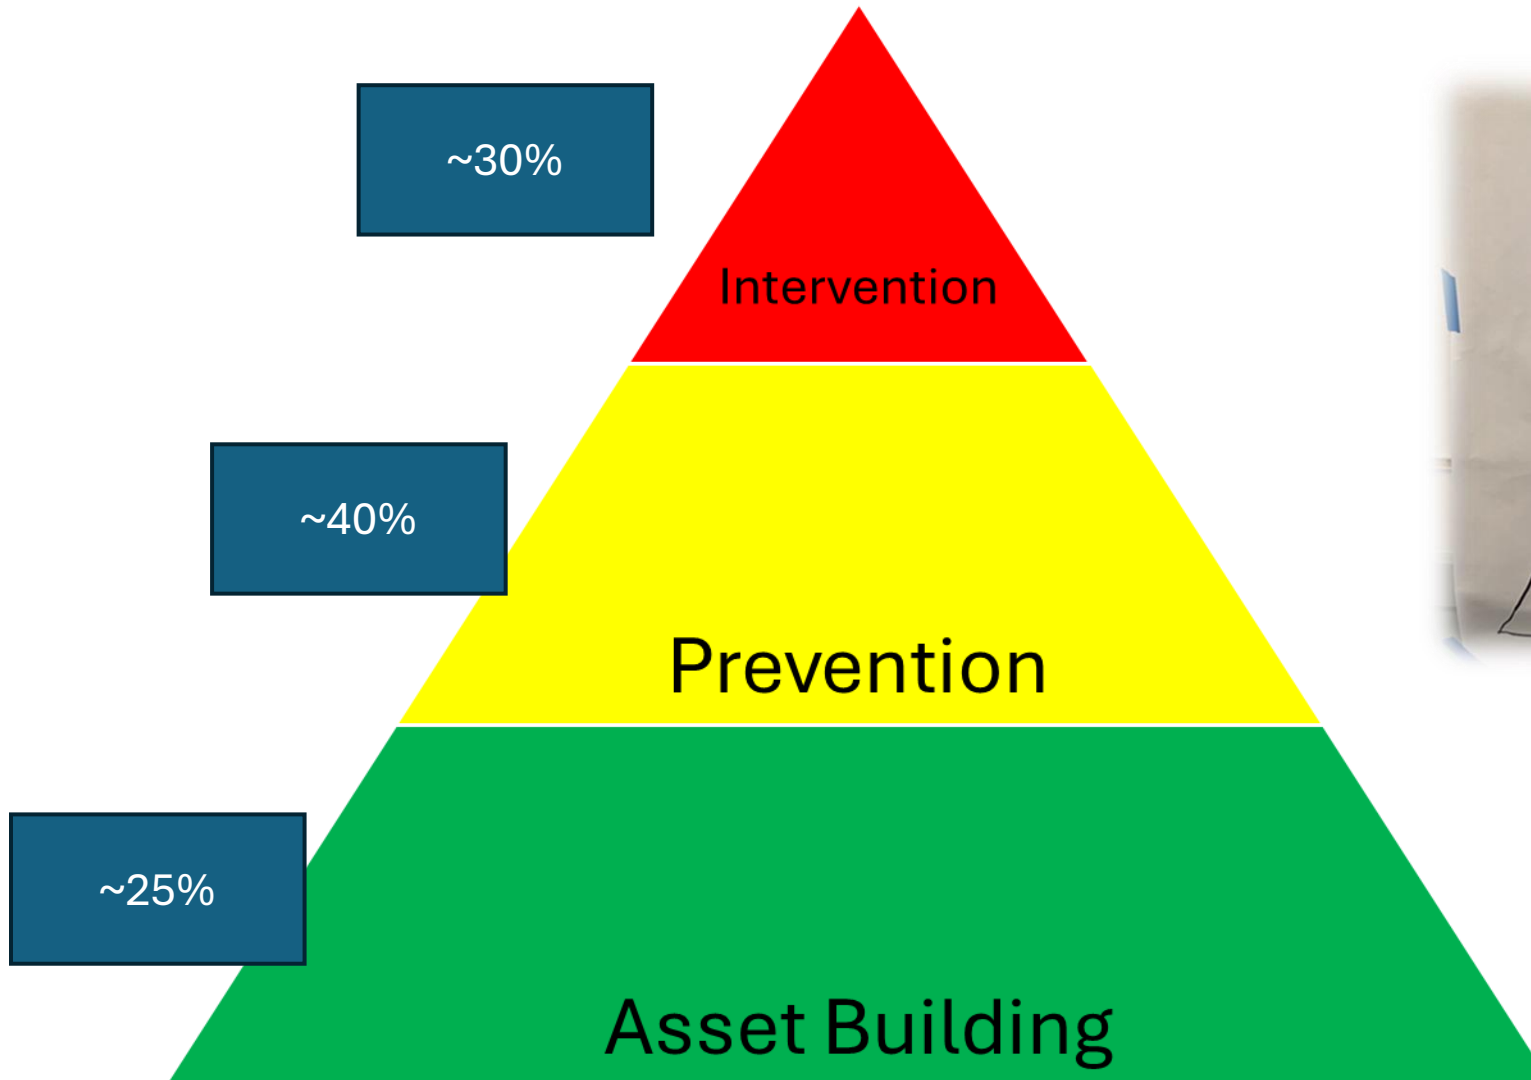 ~30%
Intervention
~40%
Prevention
~25%
Asset Building